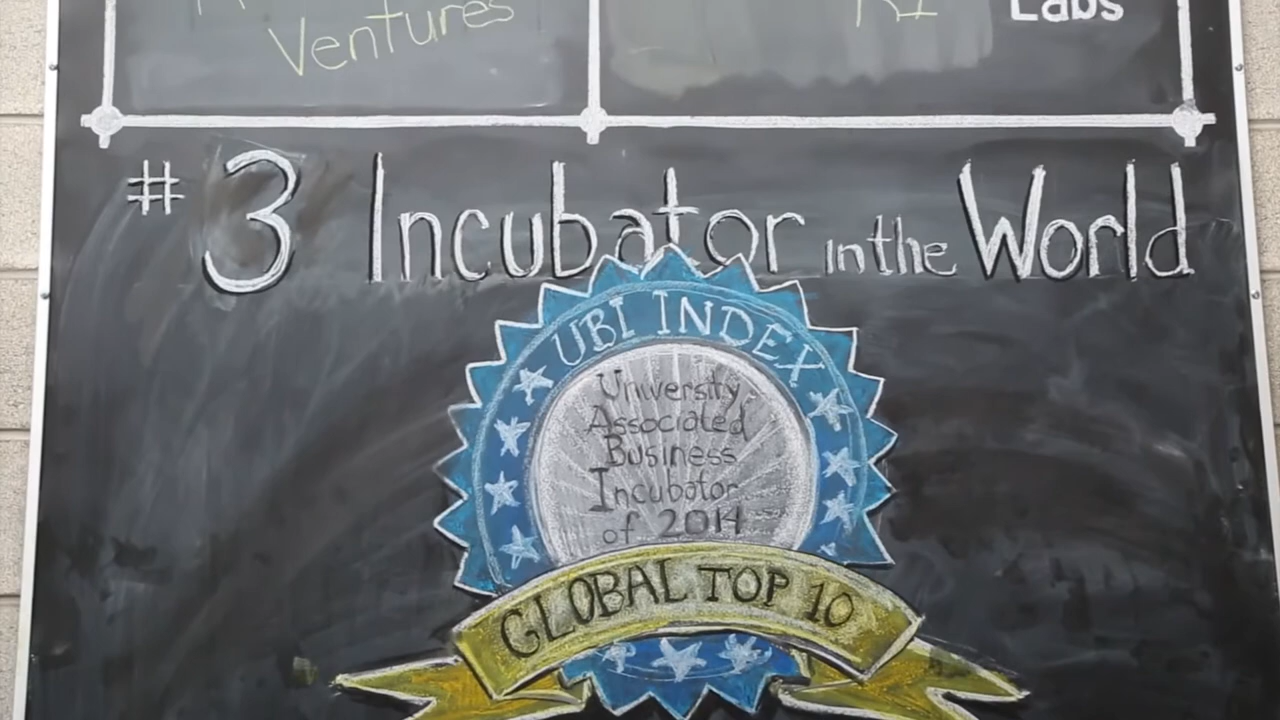 Ventures
Labs
#3 Incubator in the World
UBI INDEX
University
Associated
Business
Incubator
of 2014
GLOBAL TOP 10